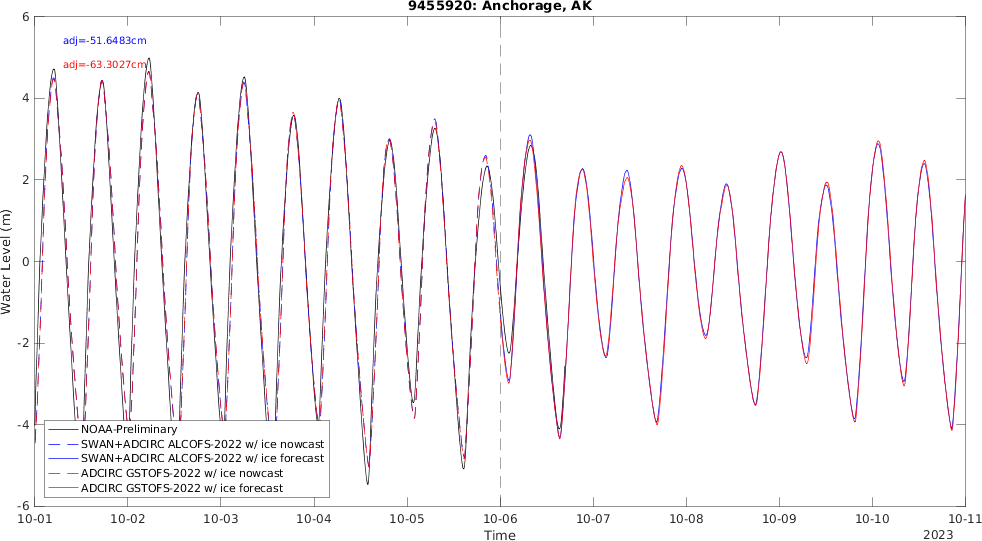 9455920: Anchorage, AK
adj=-51.6483cm
adj=-63.3027cm
Water Level (m)
6
4
2
0
-2
-4
-6
NOAA-Preliminary
SWAN+ADCIRC ALCOFS-2022 w/ ice nowcast
SWAN+ADCIRC ALCOFS-2022 w/ ice forecast
ADCIRC GSTOFS-2022 w/ ice nowcast
ADCIRC GSTOFS-2022 w/ ice forecast
10-01 10-02 10-03 10-04 10-05 10-06 10-07 10-08 10-09 10-10 10-11
Time
2023